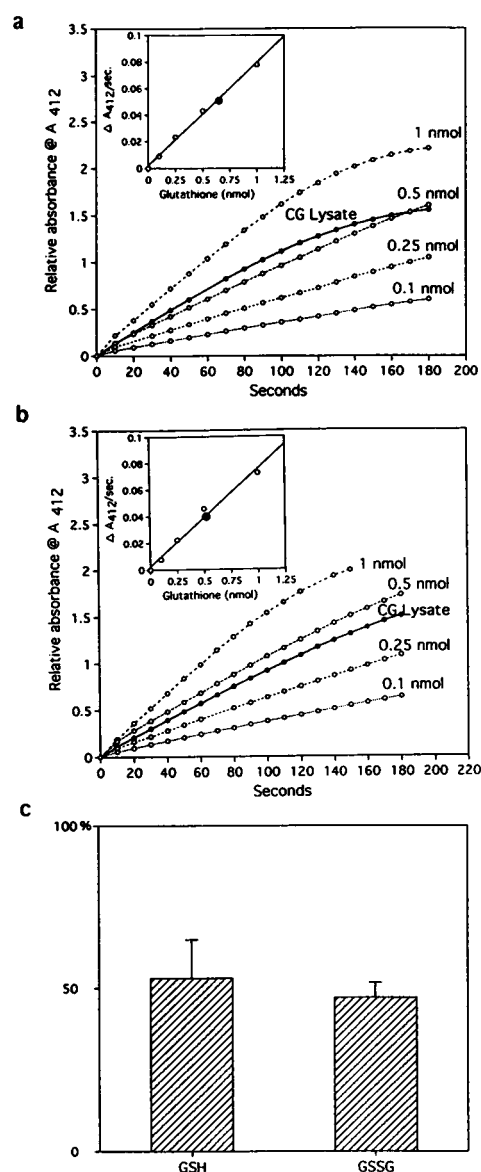 a
3.5
3
2.5
2
1.5
1
0.5
0
Relative absorbance @ A 412
0.1
0.08
0.06
0.04
0.02
0
Δ A412/sec.
0 0.25 0.5 0.75 1 1.25
Glutathione (nmol)
1 nmol
0.5 nmol
CG Lysate
0.25 nmol
0.1 nmol
0 20 40 60 80 100 120 140 160 180 200
Seconds
b
3.5
3
2.5
2
1.5
1
0.5
0
Relative absorbance @ A 412
0.1
0.08
0.06
0.04
0.02
0
Δ A412/sec.
0 0.25 0.5 0.75 1 1.25
Glutathione (nmol)
1 nmol
0.5 nmol
CG Lysate
0.25 nmol
0.1 nmol
0 20 40 60 80 100 120 140 160 180 200 220
Seconds
c
100 %
50
0
GSH GSSG